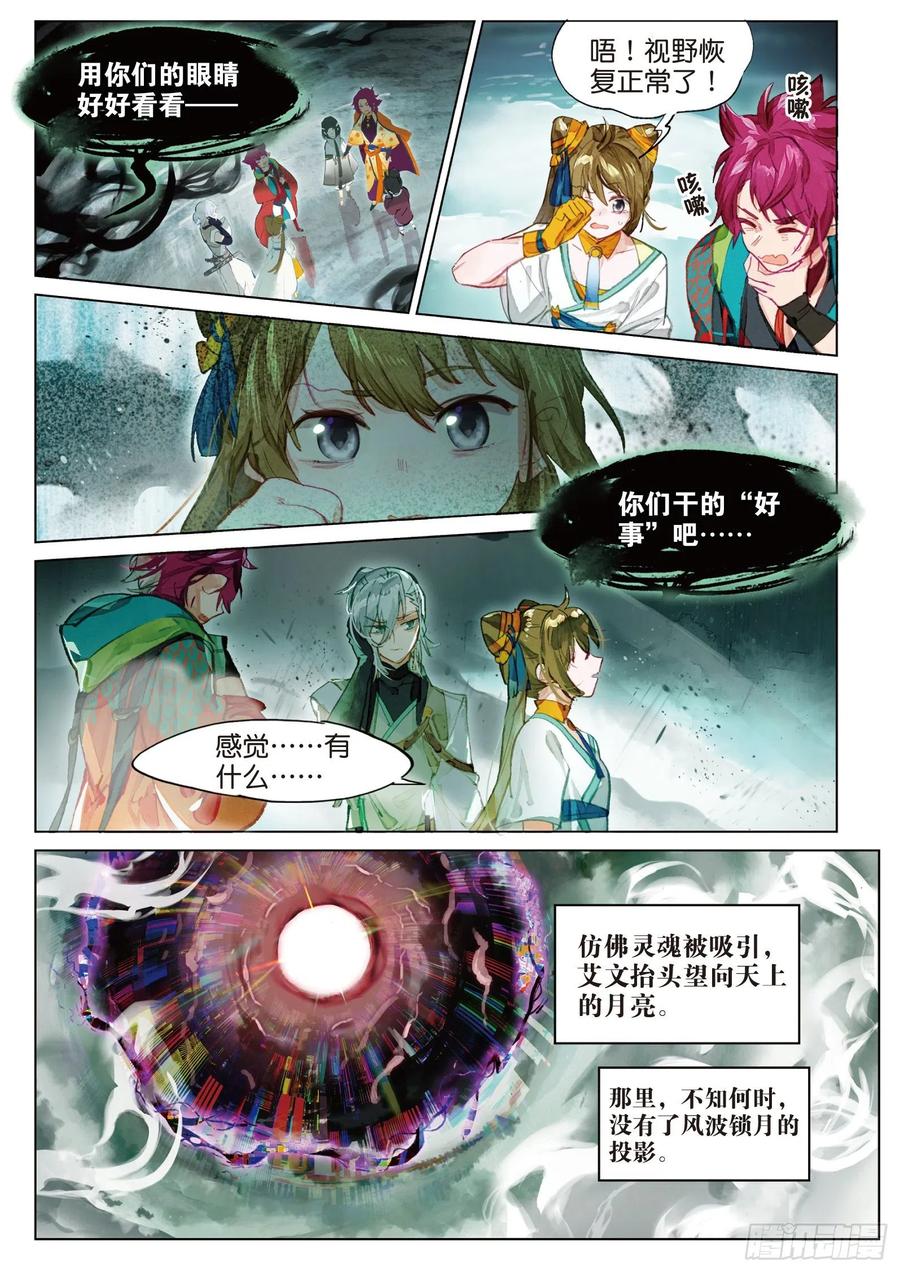 用你们的眼睛
好好看看——
唔！视野恢
复正常了！
咳嗽
咳嗽
你们干的“好
事”吧……
感觉……有
什么……
仿佛灵魂被吸引，
艾文抬头望向天上
的月亮。
那里，不知何时，
没有了风波锁月的
投影。
腾讯动漫